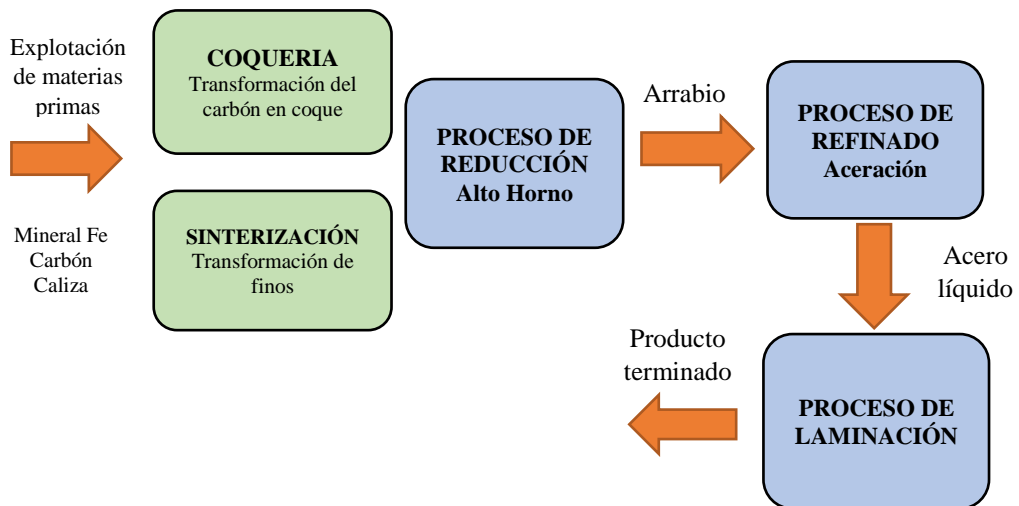 Explotación
de materias
primas
Mineral Fe
Carbón
Caliza
COQUERIA
Transformación del
carbón en coque
SINTERIZACIÓN
Transformación de
finos
PROCESO DE
REDUCCIÓN
Alto Horno
Arrabio
PROCESO DE
REFINADO
Aceración
Acero
líquido
PROCESO DE
LAMINACIÓN
Producto
terminado